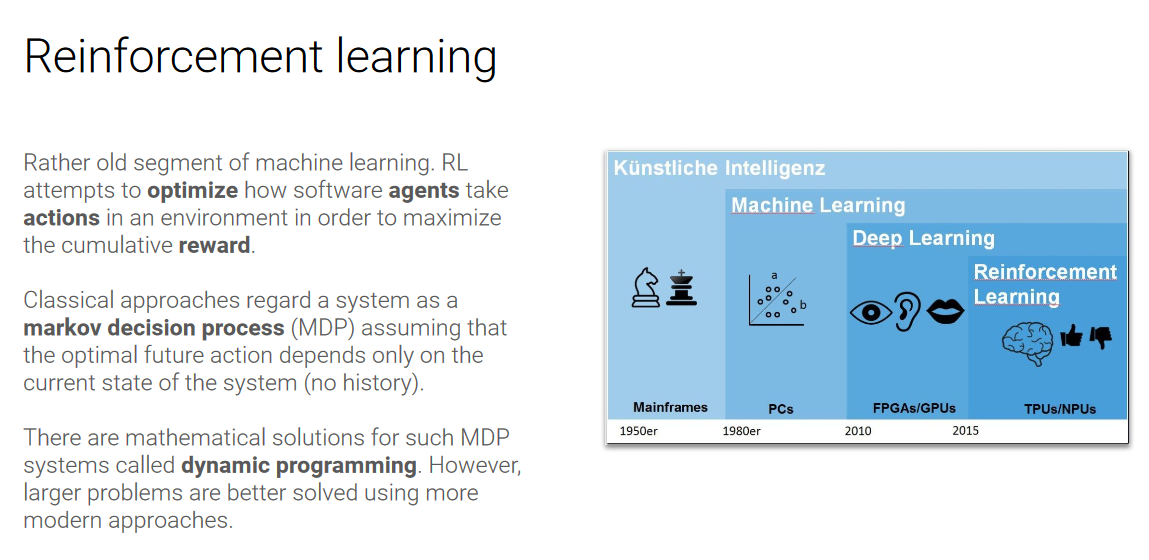 Reinforcement learning
Rather old segment of machine learning. RL
attempts to optimize how software agents take
actions in an environment in order to maximize
the cumulative reward.
Classical approaches regard a system as a
markov decision process (MDP) assuming that
the optimal future action depends only on the
current state of the system (no history).
There are mathematical solutions for such MDP
systems called dynamic programming. However,
larger problems are better solved using more
modern approaches.
Künstliche Intelligenz
Machine Learning
Deep Learning
Reinforcement
Learning
a
b
Mainframes
PCs
FPGAs/GPUs
TPUs/NPUs
1950er
1980er
2010
2015